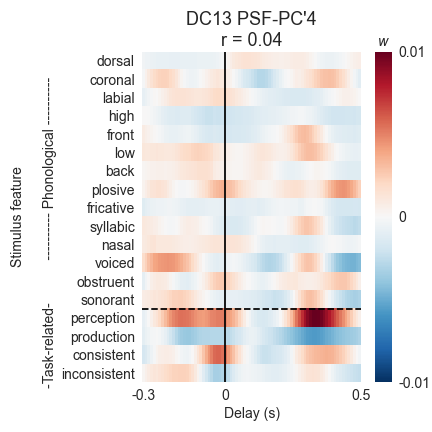 DC13 PSF-PC'4
r = 0.04
w
dorsal
coronal
labial
high
front
low
back
plosive
fricative
syllabic
nasal
voiced
obstruent
sonorant
perception
production
consistent
inconsistent
Stimulus feature
-Task-related- ----------- Phonological ----------
0.01
0
-0.01
-0.3
0
0.5
Delay (s)